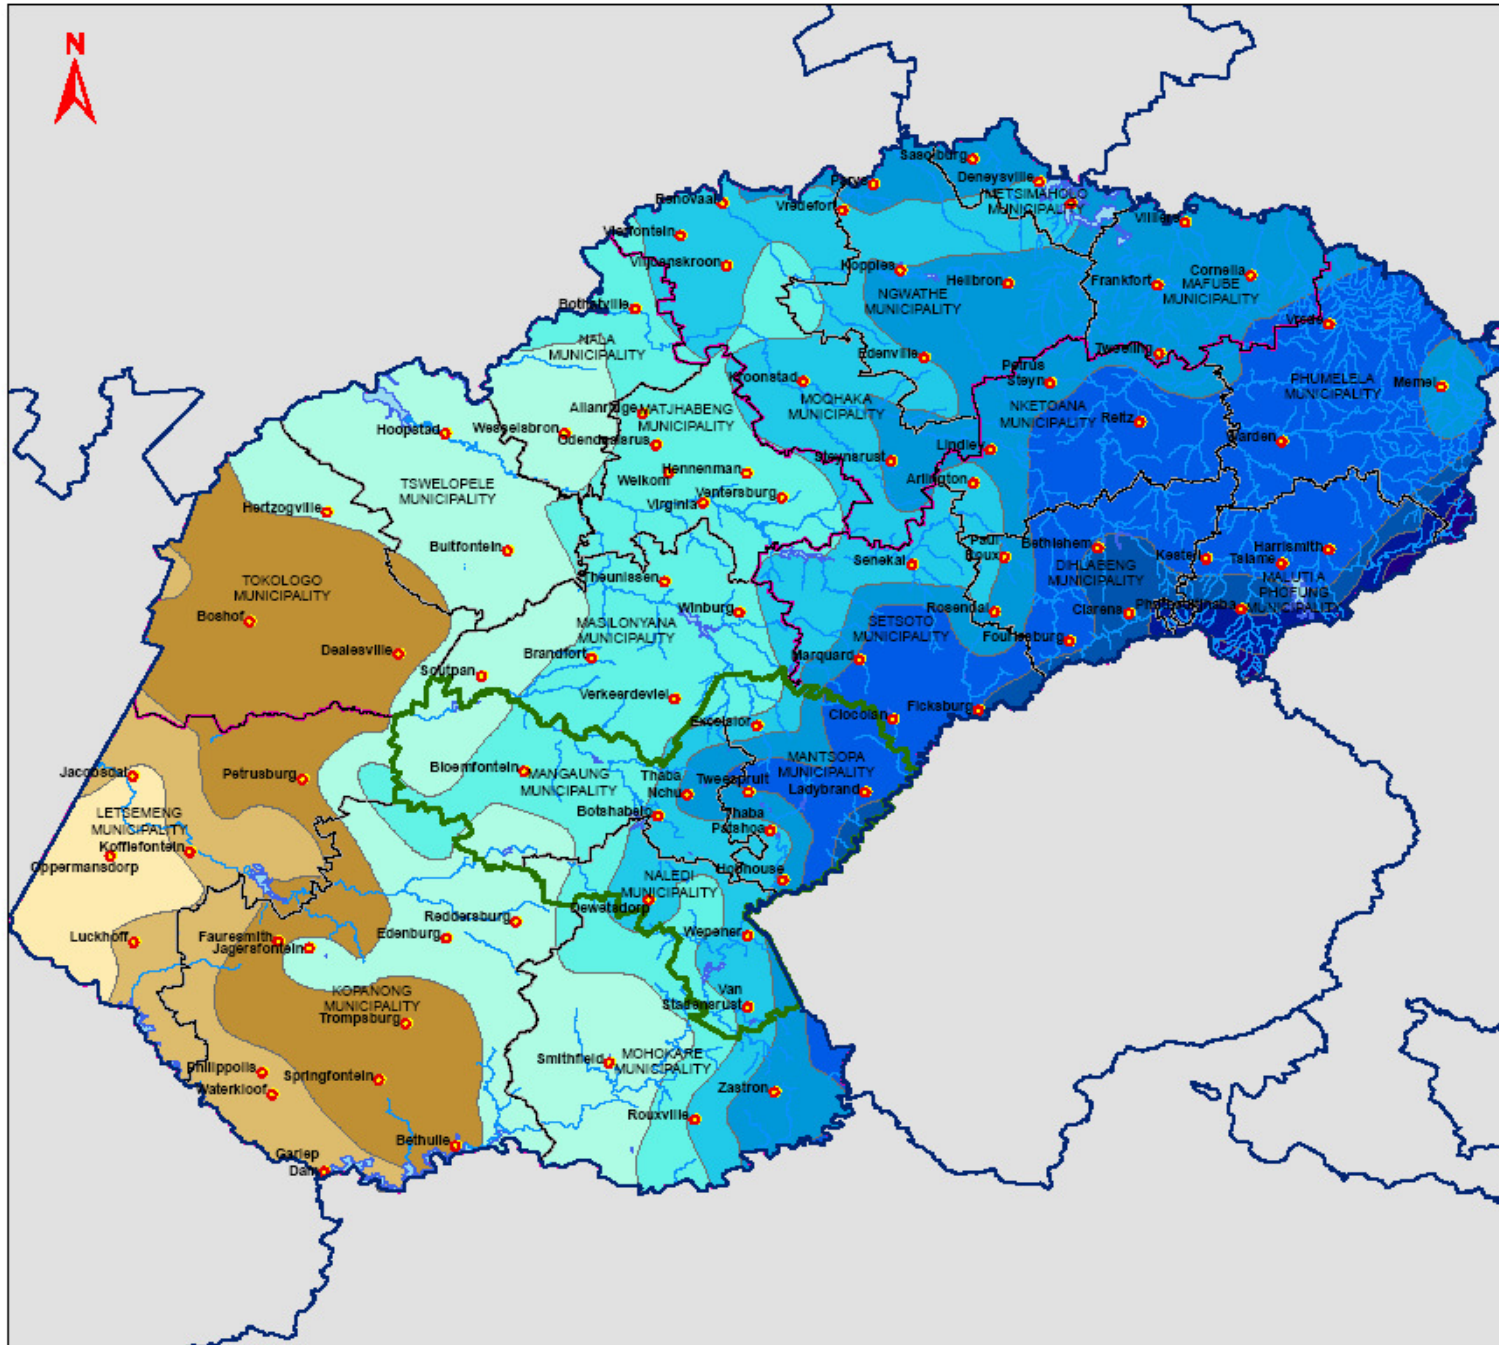 N
Sasolburg
Deneysville
Parys
METSIMAHOLO
MUNICIPALITY
Renovaal
Vredefort
Villiers
Vierfontein
Viljoenskroon
Koppies
Heilbron
Frankfort
Cornelia
MAFUBE
MUNICIPALITY
NGWATHE
MUNICIPALITY
Bothaville
Vrede
NALA
MUNICIPALITY
Edenville
Tweeling
Petrus
Steyn
Kroonstad
MOQHAKA
MUNICIPALITY
PHUMELELA
MUNICIPALITY
Memel
NKETOANA
MUNICIPALITY
Reitz
Allanridge
MATJHABENG
MUNICIPALITY
Hoopstad
Wesselsbron
Odendaalsrus
Warden
Lindley
Steynsrust
Hennenman
Welkom
Arlington
TSWELOPELE
MUNICIPALITY
Ventersburg
Virginia
Hertzogville
Bultfontein
Paul
Roux
Bethlehem
Senekal
Kestell
Harrismith
Tsiame
DIHLABENG
MUNICIPALITY
MALUTI A
PHOFUNG
MUNICIPALITY
TOKOLOGO
MUNICIPALITY
Theunissen
Winburg
Rosendal
Clarens
Boshof
MASILONYANA
MUNICIPALITY
SETSOTO
MUNICIPALITY
Fouriesburg
Dealesville
Brandfort
Marquard
Soutpan
Verkeerdevlei
Excelsior
Clocolan
Ficksburg
Jacobsdal
Petrusburg
Bloemfontein
MANGAUNG
MUNICIPALITY
Thaba
Nchu
Tweespruit
MANTSOPA
MUNICIPALITY
Ladybrand
LETSEMENG
MUNICIPALITY
Botshabelo
Thaba
Patshoa
Koffiefontein
Oppermansdorp
Hobhouse
NALEDI
MUNICIPALITY
Dewetsdorp
Reddersburg
Edenburg
Wepener
Luckhoff
Fauresmith
Jagersfontein
KOPANONG
MUNICIPALITY
Van
Stadensrust
Trompsburg
Smithfield
MOHOKARE
MUNICIPALITY
Philippolis
Waterkloof
Springfontein
Zastron
Rouxville
Bethulie
Gariep
Dam